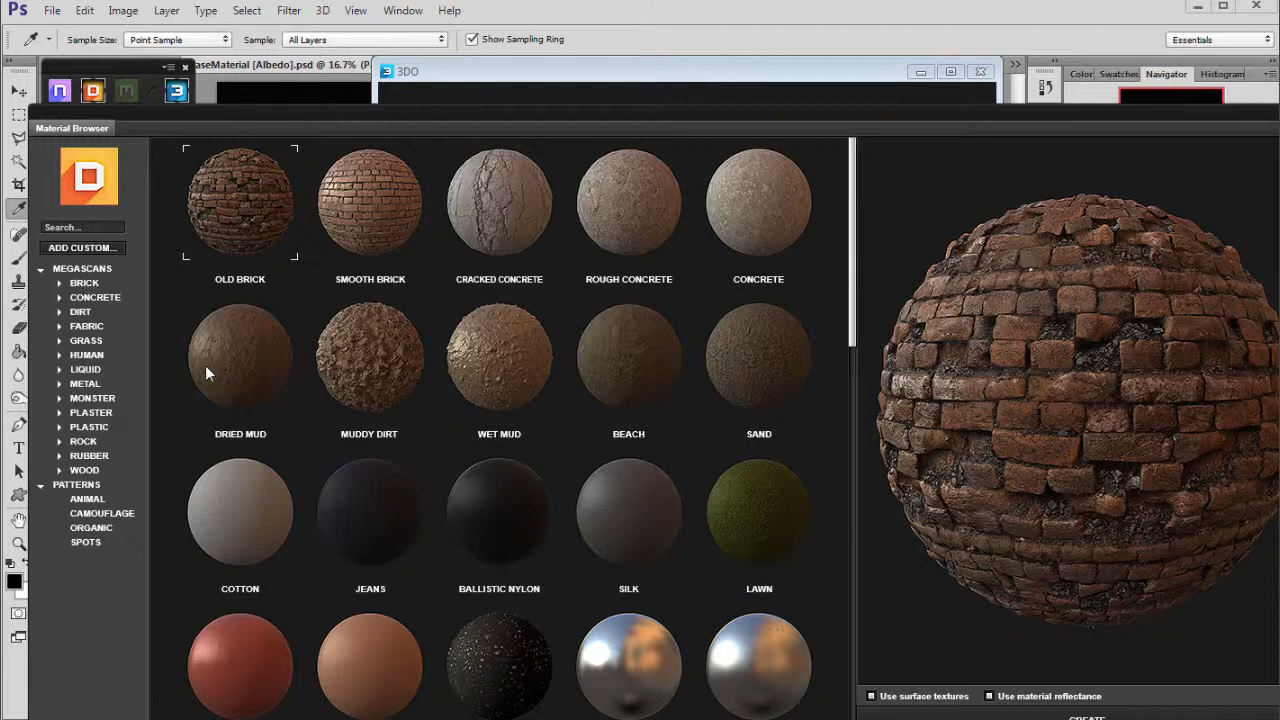 Ps File Edit Image Layer Type Select Filter 3D View Window Help
Sample Size: Point Sample Sample: All Layers Show Sampling Ring Essentials
aseMaterial [Albedo].psd @ 16.7% (P 3DO Color Swatches Navigator Histogram
n D M 3
Material Browser
D
Search...
ADD CUSTOM...
MEGASCANS
BRICK
CONCRETE
DIRT
FABRIC
GRASS
HUMAN
LIQUID
METAL
MONSTER
PLASTER
PLASTIC
ROCK
RUBBER
WOOD
PATTERNS
ANIMAL
CAMOUFLAGE
ORGANIC
SPOTS
OLD BRICK SMOOTH BRICK CRACKED CONCRETE ROUGH CONCRETE CONCRETE
DRIED MUD MUDDY DIRT WET MUD BEACH SAND
COTTON JEANS BALLISTIC NYLON SILK LAWN
Use surface textures Use material reflectance
CREATE